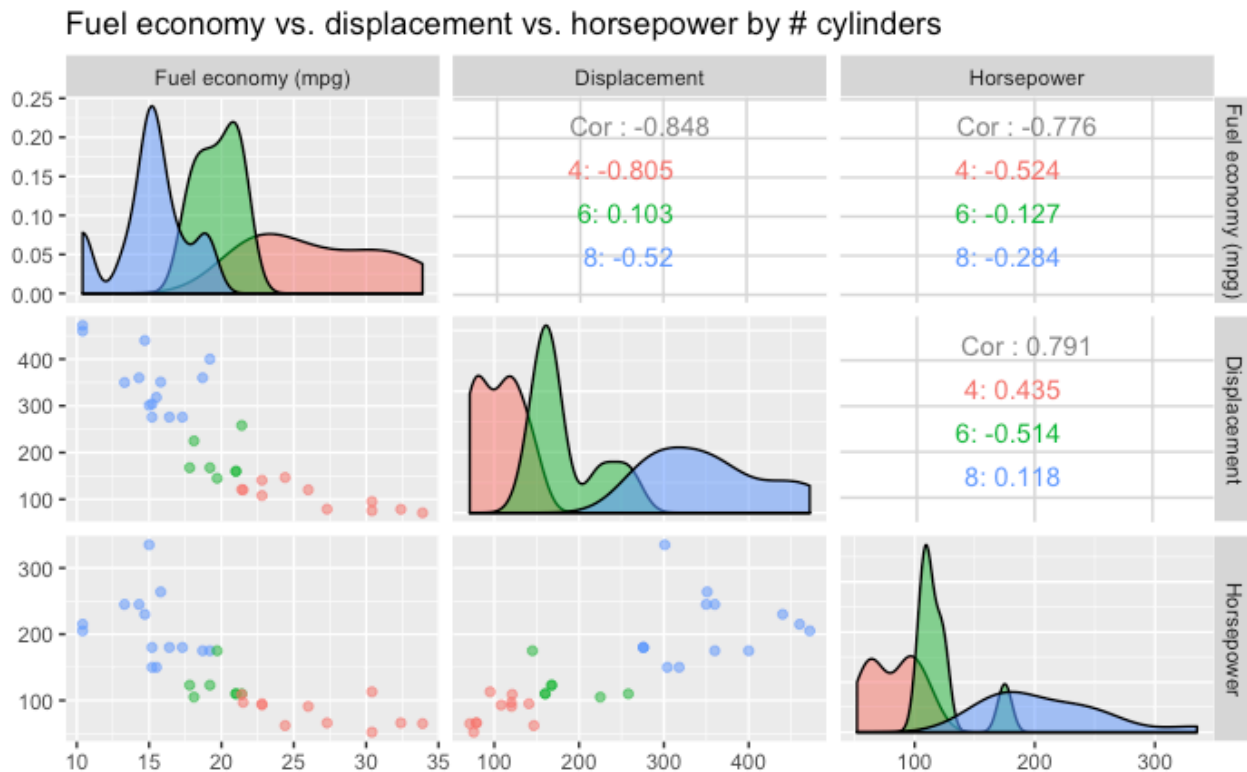 Fuel economy vs. displacement vs. horsepower by # cylinders
Fuel economy (mpg)
Displacement
Horsepower
0.25
0.20
0.15
0.10
0.05
0.00
Cor : -0.848
4: -0.805
6: 0.103
8: -0.52
Cor : -0.776
4: -0.524
6: -0.127
8: -0.284
Fuel economy (mpg)
400
300
200
100
Cor : 0.791
4: 0.435
6: -0.514
8: 0.118
Displacement
300
200
100
Horsepower
10 15 20 25 30 35
100 200 300 400
100 200 300